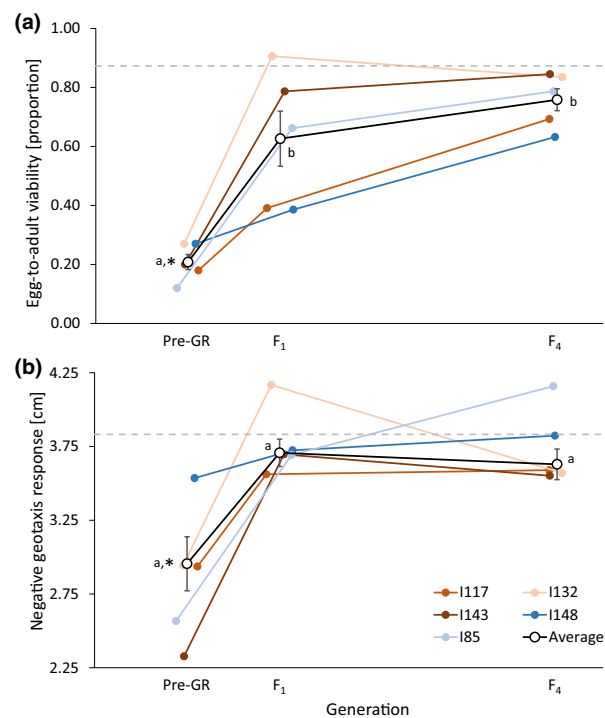 (a)
Egg-to-adult viability [proportion]
1.00
0.80
0.60
0.40
0.20
0.00
a,*
b
b
Pre-GR F1 F4
(b)
Negative geotaxis response [cm]
4.25
3.75
3.25
2.75
2.25
a,*
a
a
I117 I132
I143 I148
I85 Average
Pre-GR F1 F4
Generation